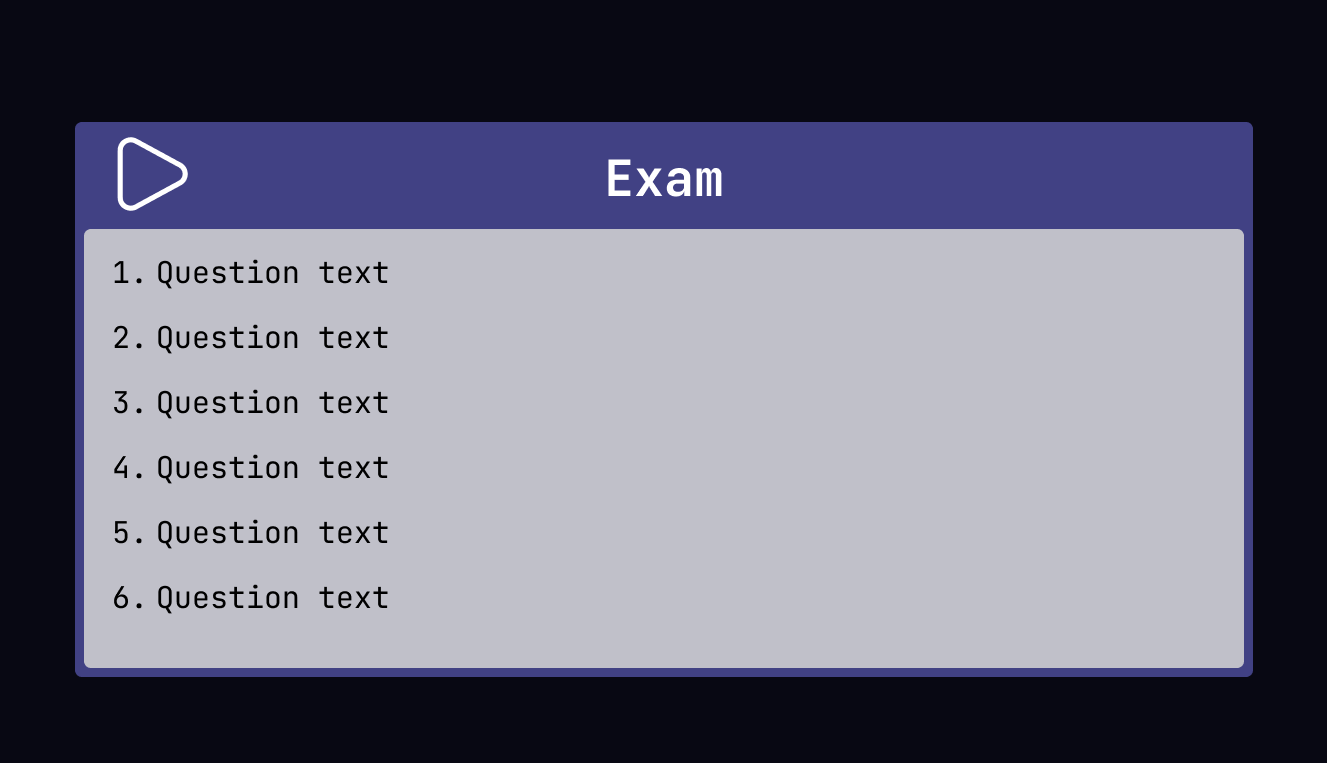 Exam
1. Question text
2. Question text
3. Question text
4. Question text
5. Question text
6. Question text